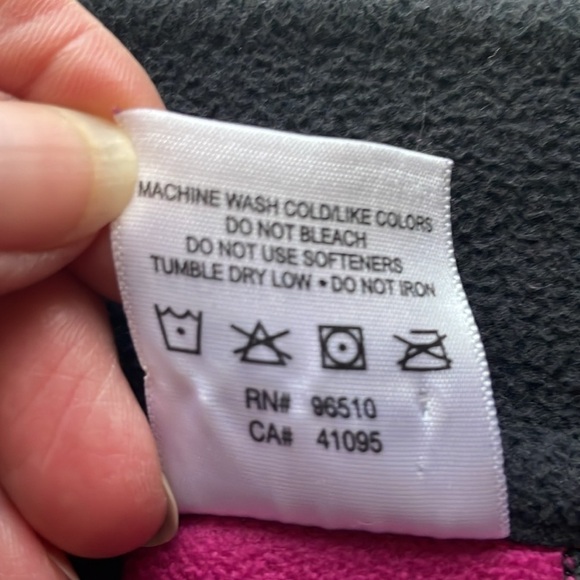 MACHINE WASH COLD/LIKE COLORS
DO NOT BLEACH
DO NOT USE SOFTENERS
TUMBLE DRY LOW • DO NOT IRON
RN# 96510
CA# 41095